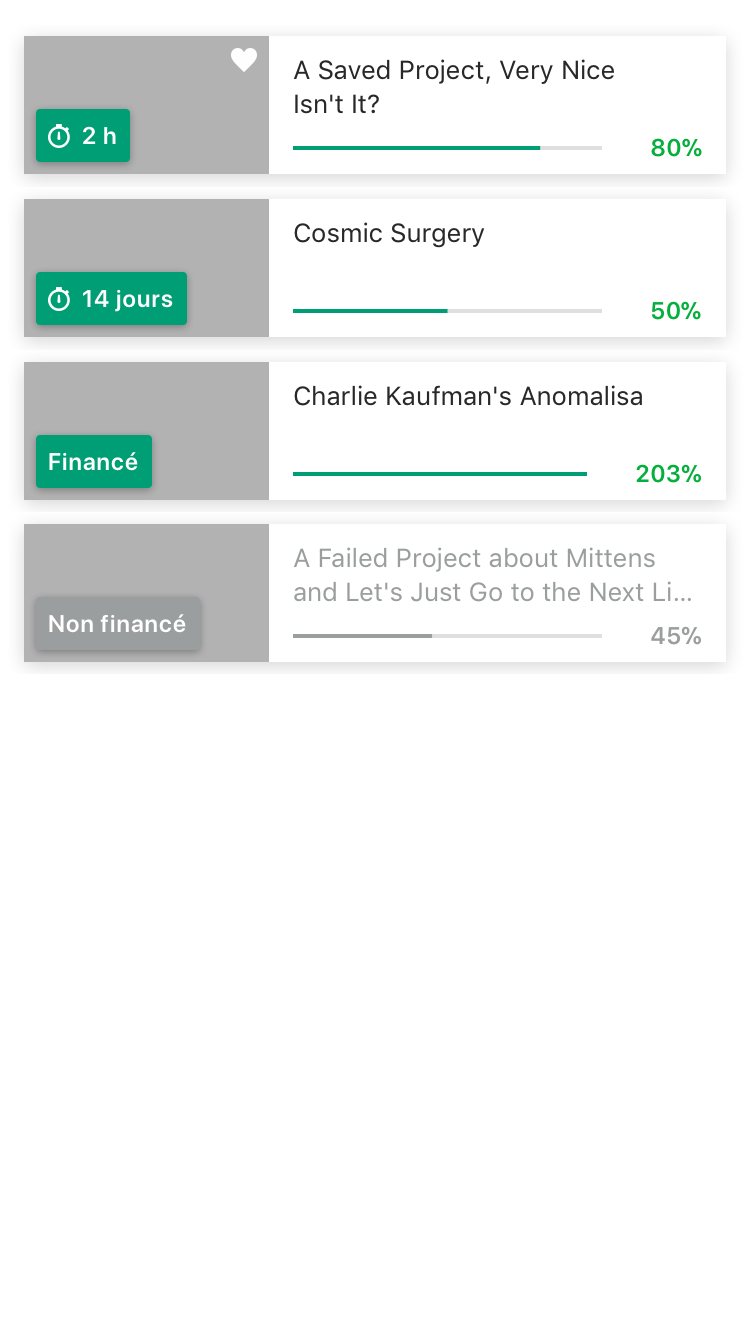 A Saved Project, Very Nice
Isn't It?
2 h
80%
Cosmic Surgery
14 jours
50%
Charlie Kaufman's Anomalisa
Financé
203%
A Failed Project about Mittens
and Let's Just Go to the Next Li...
Non financé
45%